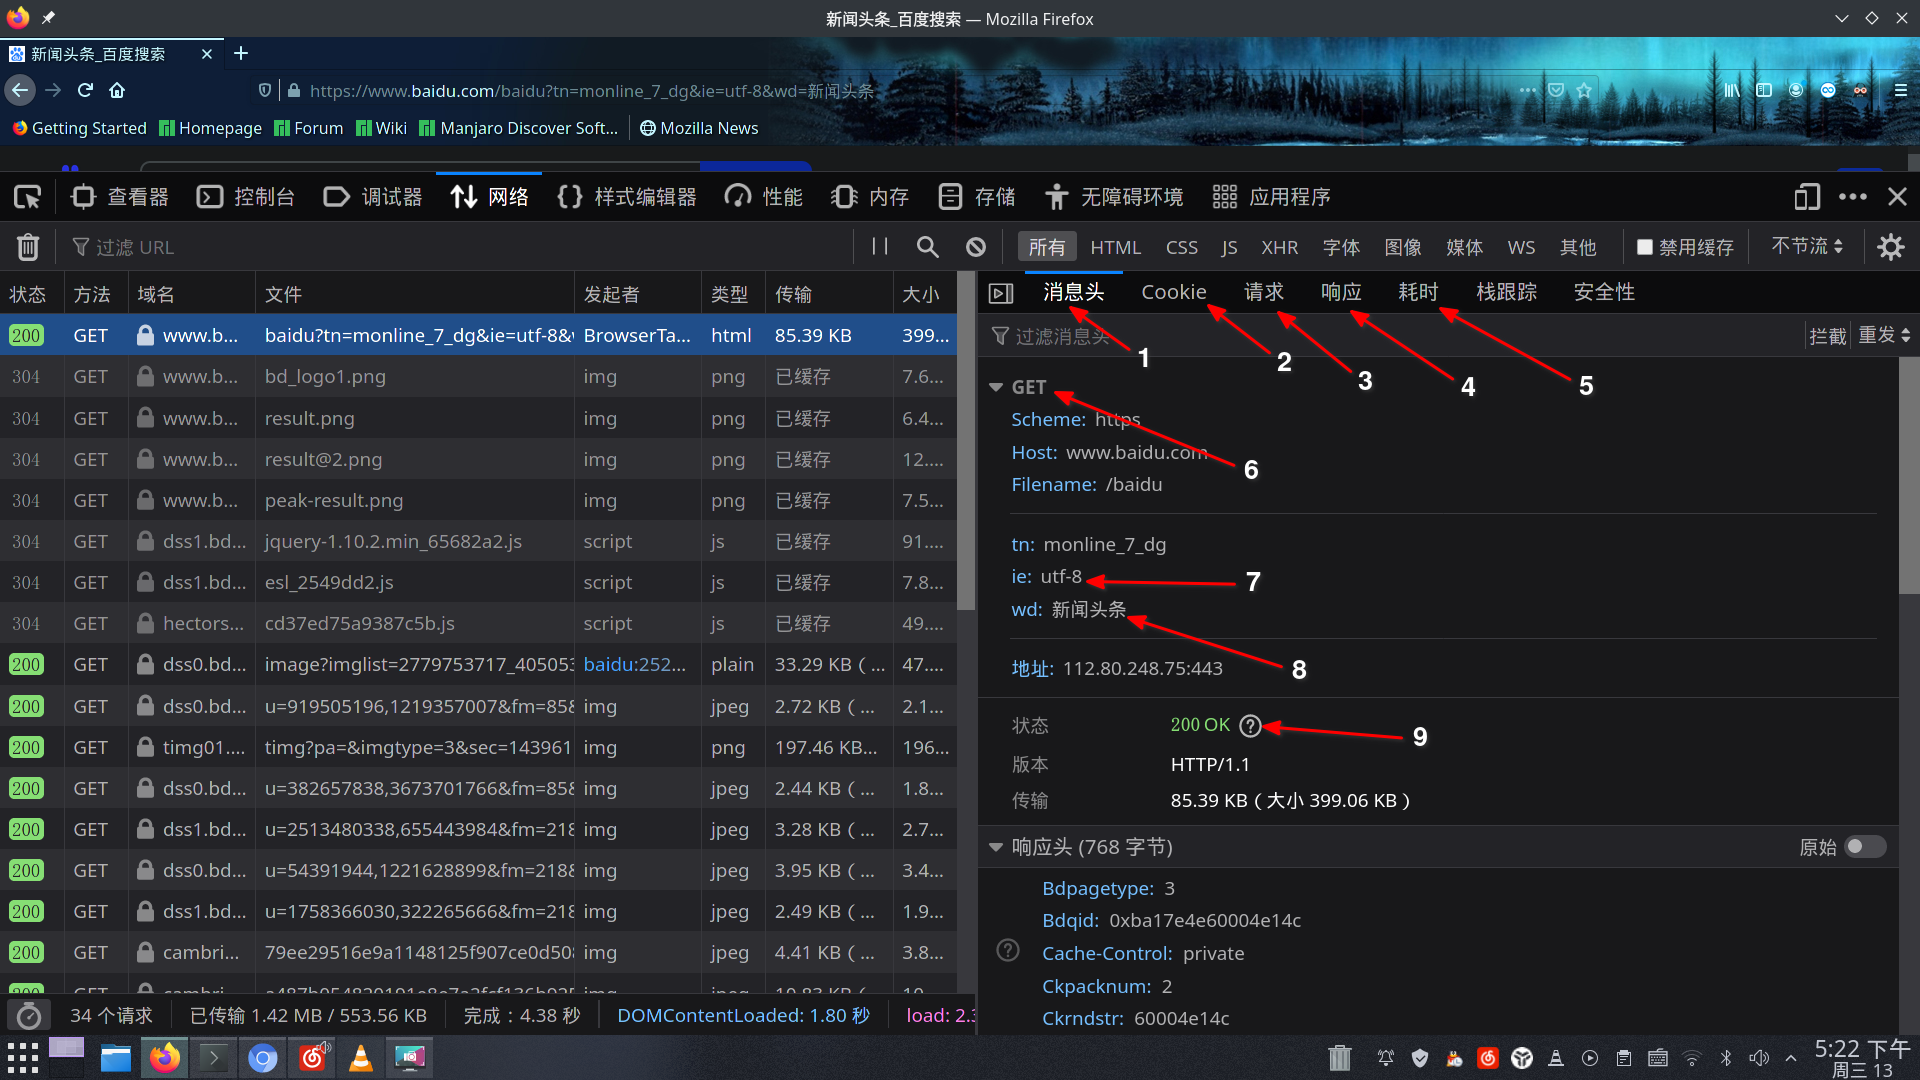 新闻头条_百度搜索 — Mozilla Firefox
新闻头条_百度搜索
https://www.baidu.com/baidu?tn=monline_7_dg&ie=utf-8&wd=新闻头条
Getting Started Homepage Forum Wiki Manjaro Discover Soft... Mozilla News
查看器 控制台 调试器 网络 样式编辑器 性能 内存 存储 无障碍环境 应用程序
过滤 URL 所有 HTML CSS JS XHR 字体 图像 媒体 WS 其他 禁用缓存 不节流
状态 方法 域名 文件 发起者 类型 传输 大小
200 GET www.b... baidu?tn=monline_7_dg&ie=utf-8& BrowserTa... html 85.39 KB 399...
304 GET www.b... bd_logo1.png img png 已缓存 7.6...
304 GET www.b... result.png img png 已缓存 6.4...
304 GET www.b... result@2.png img png 已缓存 12....
304 GET www.b... peak-result.png img png 已缓存 7.5...
304 GET dss1.bd... jquery-1.10.2.min_65682a2.js script js 已缓存 91....
304 GET dss1.bd... esl_2549dd2.js script js 已缓存 7.8...
304 GET hectors... cd37ed75a9387c5b.js script js 已缓存 49....
200 GET dss0.bd... image?imglist=2779753717_405053 baidu:252... plain 33.29 KB (... 47....
200 GET dss0.bd... u=919505196,1219357007&fm=85& img jpeg 2.72 KB (... 2.1...
200 GET timg01.... timg?pa=&imgtype=3&sec=143961 img png 197.46 KB... 196...
200 GET dss0.bd... u=382657838,3673701766&fm=85& img jpeg 2.44 KB (... 1.8...
200 GET dss1.bd... u=2513480338,655443984&fm=218 img jpeg 3.28 KB (... 2.7...
200 GET dss0.bd... u=54391944,1221628899&fm=218& img jpeg 3.95 KB (... 3.4...
200 GET dss1.bd... u=1758366030,322265666&fm=218 img jpeg 2.49 KB (... 1.9...
200 GET cambri... 79ee29516e9a1148125f907ce0d50 img jpeg 4.41 KB (... 3.8...
34 个请求 已传输 1.42 MB / 553.56 KB 完成：4.38 秒 DOMContentLoaded: 1.80 秒 load: 2.3
消息头 Cookie 请求 响应 耗时 栈跟踪 安全性
过滤消息头 拦截 重发
1
2
3
4
5
GET
Scheme: https
Host: www.baidu.com
6
Filename: /baidu
tn: monline_7_dg
ie: utf-8
7
wd: 新闻头条
地址: 112.80.248.75:443
8
状态 200 OK
9
版本 HTTP/1.1
传输 85.39 KB（大小 399.06 KB）
响应头 (768 字节) 原始
Bdpagetype: 3
Bdqid: 0xba17e4e60004e14c
Cache-Control: private
Ckpacknum: 2
Ckrndstr: 60004e14c
5:22 下午
周三 13